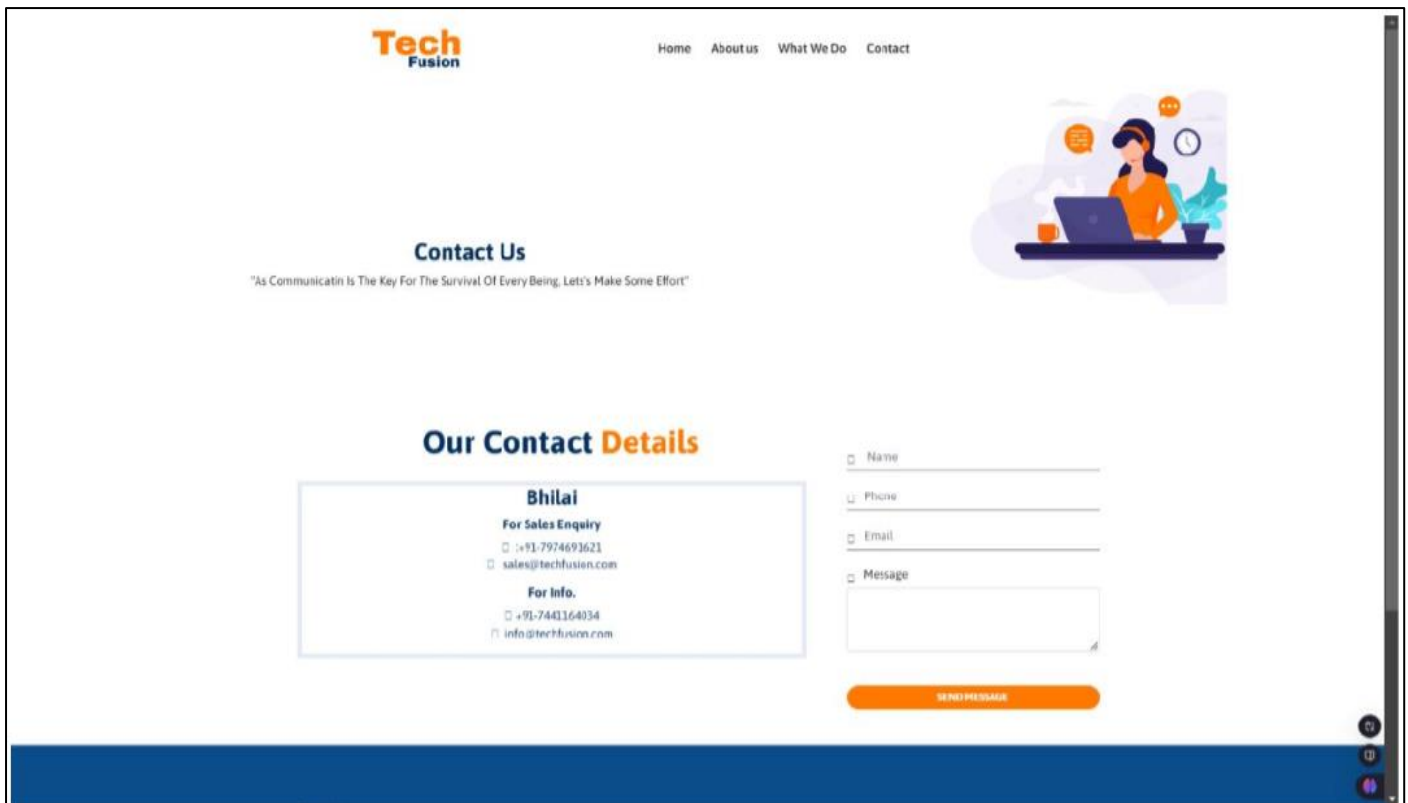 Tech
Fusion
Home About us What We Do Contact
Contact Us
"As Communicatin Is The Key For The Survival Of Every Being, Lets's Make Some Effort"
Our Contact Details
Bhilai
For Sales Enquiry
:+91-7974693621
sales@techfusion.com
For Info.
+91-7441164034
info@techfusion.com
Name
Phone
Email
Message
SEND MESSAGE